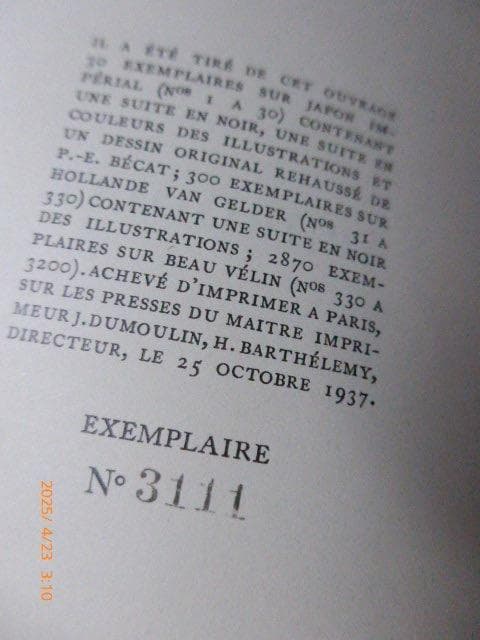 IL A ÉTÉ TIRÉ DE CET OUVRAGE
30 EXEMPLAIRES SUR JAPON IM-
PÉRIAL (Nos 1 A 30) CONTENANT
UNE SUITE EN NOIR, UNE SUITE EN
COULEURS DES ILLUSTRATIONS ET
UN DESSIN ORIGINAL REHAUSSÉ DE
P.-E. BÉCAT; 300 EXEMPLAIRES SUR
HOLLANDE VAN GELDER (Nos 31 A
330) CONTENANT UNE SUITE EN NOIR
DES ILLUSTRATIONS; 2870 EXEM-
PLAIRES SUR BEAU VÉLIN (Nos 330 A
3200). ACHEVÉ D'IMPRIMER A PARIS,
SUR LES PRESSES DU MAITRE IMPRI-
MEUR J. DUMOULIN, H. BARTHÉLEMY,
DIRECTEUR, LE 25 OCTOBRE 1937.
EXEMPLAIRE
No 3111
2025/ 4/23 3:10